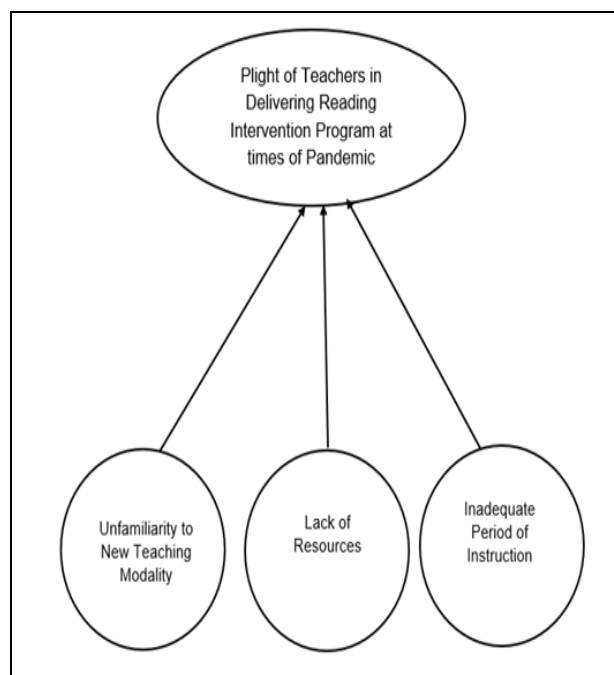 Plight of Teachers in
Delivering Reading
Intervention Program at
times of Pandemic
Unfamiliarity to
New Teaching
Modality
Lack of
Resources
Inadequate
Period of
Instruction